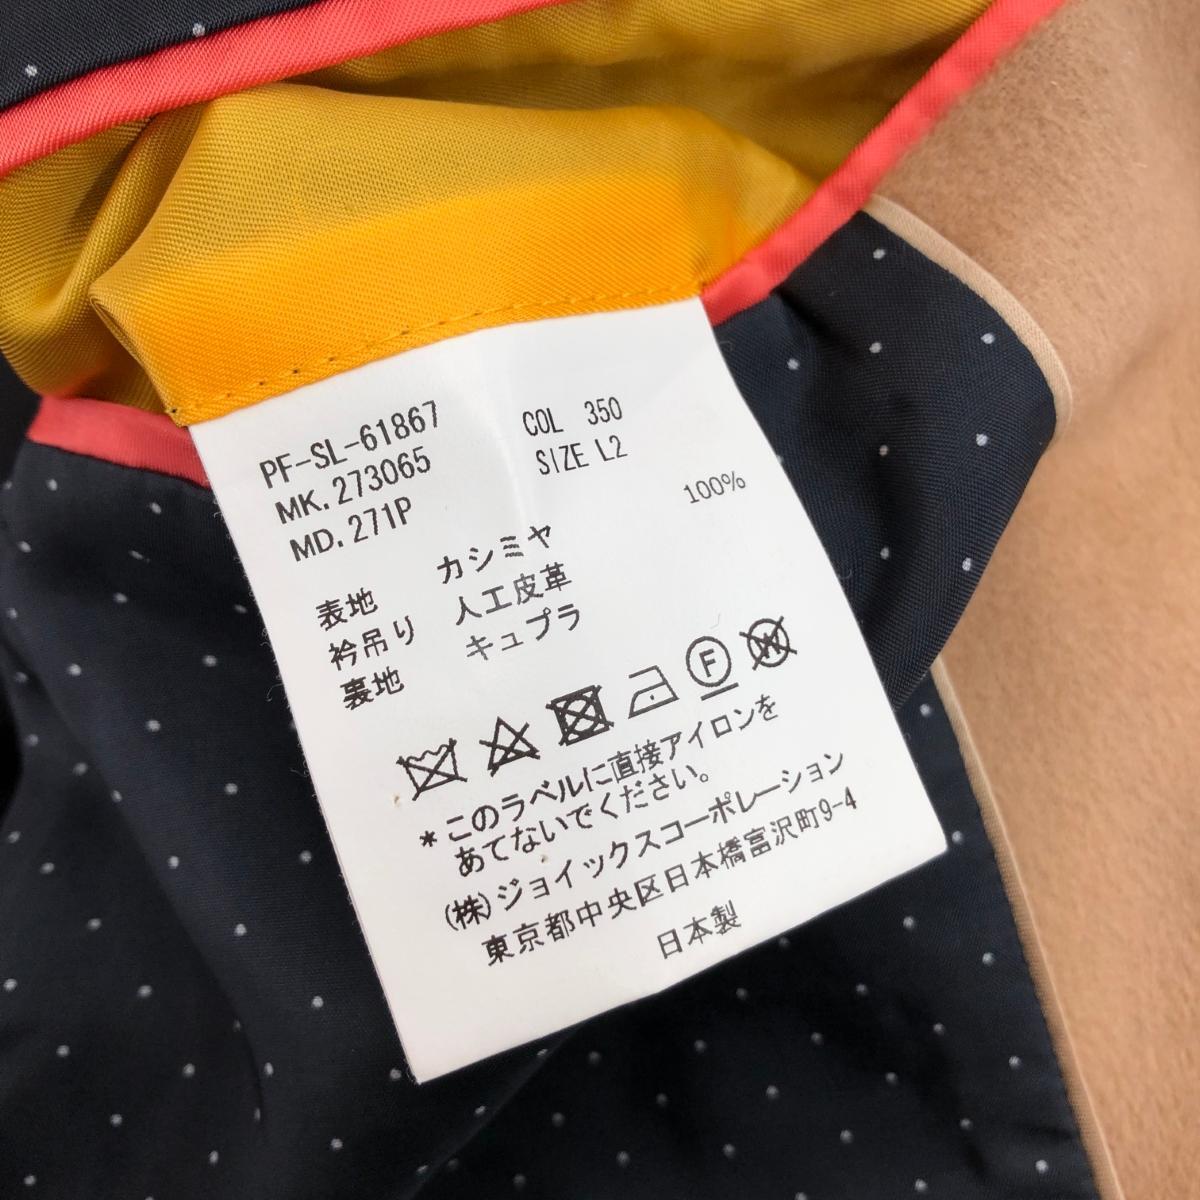 PF-SL-61867 COL 350
MK.273065 SIZE L2
MD.271P
表地 カシミヤ 100%
衿吊り 人工皮革
裏地 キュプラ
F W
*このラベルに直接アイロンを
あてないでください。
(株)ジョイックスコーポレーション
東京都中央区日本橋富沢町9-4
日本製